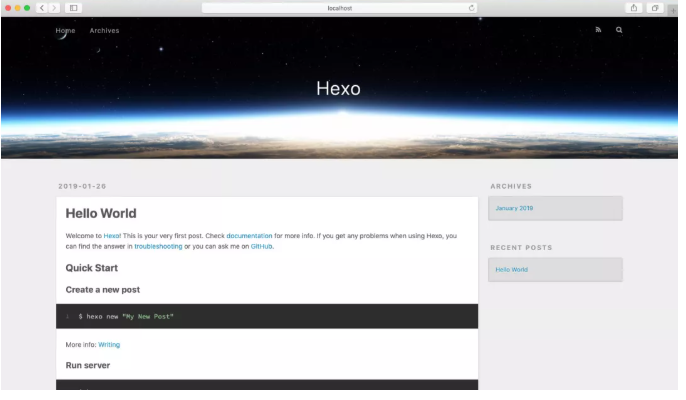 localhost
Home Archives
Hexo
2019-01-26
Hello World
Welcome to Hexo! This is your very first post. Check documentation for more info. If you get any problems when using Hexo, you
can find the answer in troubleshooting or you can ask me on GitHub.
Quick Start
Create a new post
1 $ hexo new "My New Post"
More info: Writing
Run server
ARCHIVES
January 2019
RECENT POSTS
Hello World